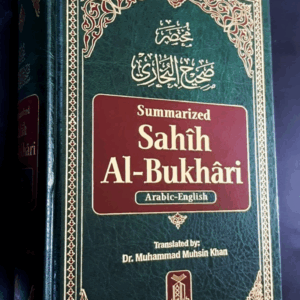 مختصر
صحيح البخاري
Summarized
Sahîh
Al-Bukhâri
Arabic-English
Translated by:
Dr. Muhammad Muhsin Khan